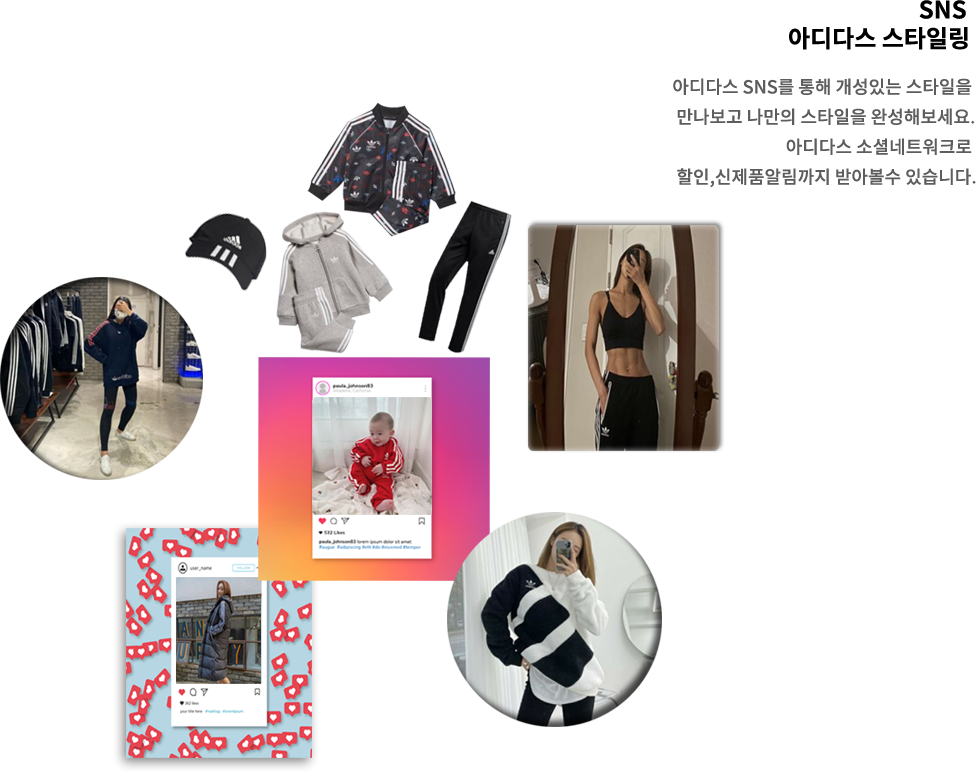 SNS
아디다스 스타일링
아디다스 SNS를 통해 개성있는 스타일을
만나보고 나만의 스타일을 완성해보세요.
아디다스 소셜네트워크로
할인,신제품알림까지 받아볼수 있습니다.
paula_johnson83
532 Likes
paula_johnson83 lorem ipsum dolor sit amet
user_name
FOLLOW
362 likes
your title here